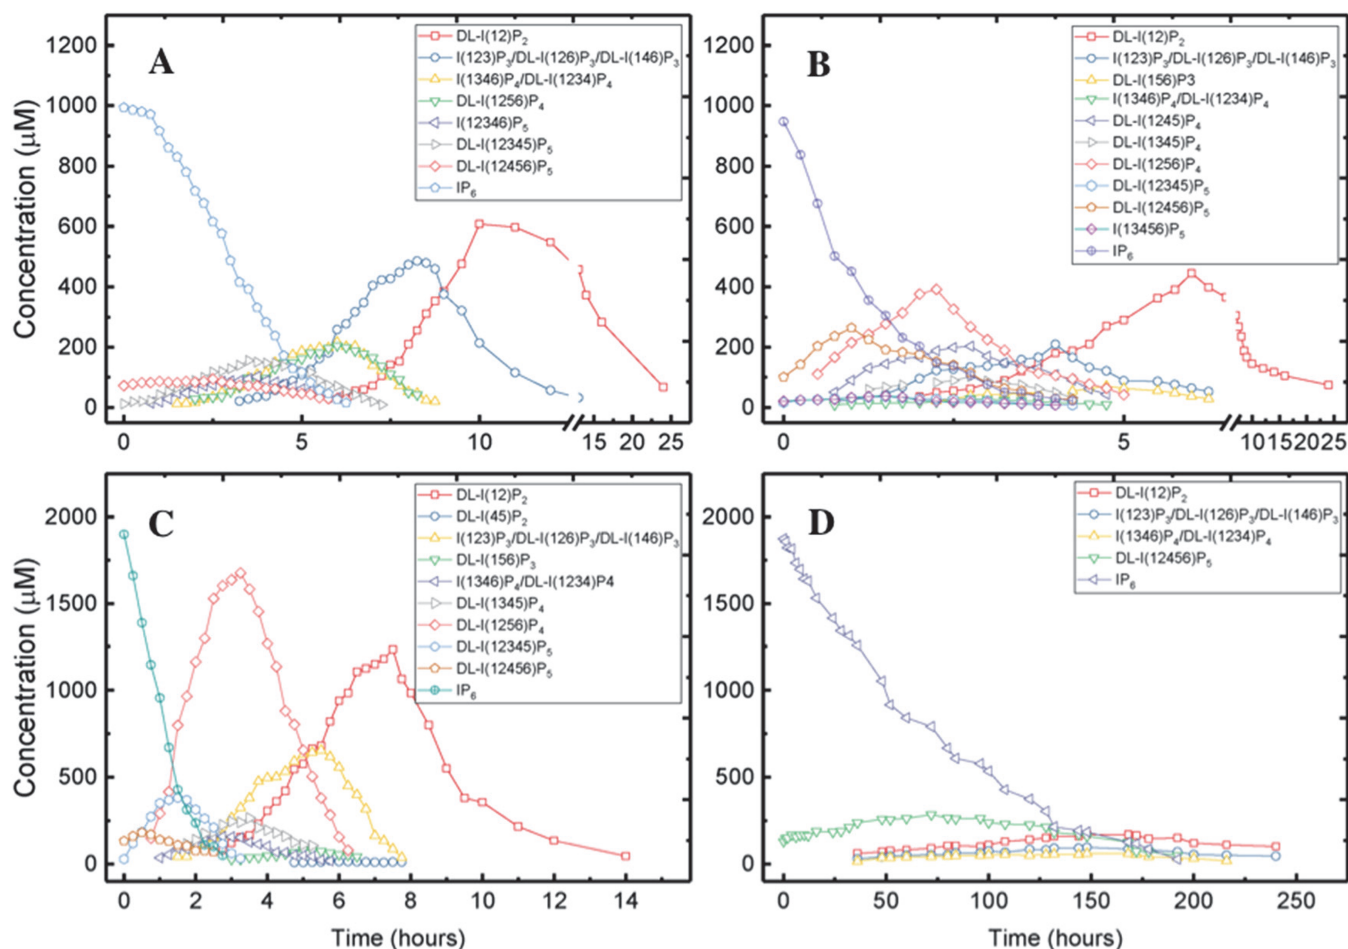 A
DL-I(12)P2
I(123)P3/DL-I(126)P3/DL-I(146)P3
I(1346)P4/DL-I(1234)P4
DL-I(1256)P4
I(12346)P5
DL-I(12345)P5
DL-I(12456)P5
IP6
Concentration (μM)
1200
1000
800
600
400
200
0
0 5 10 15 20 25
B
DL-I(12)P2
I(123)P3/DL-I(126)P3/DL-I(146)P3
DL-I(156)P3
I(1346)P4/DL-I(1234)P4
DL-I(1245)P4
DL-I(1345)P4
DL-I(1256)P4
DL-I(12345)P5
DL-I(12456)P5
I(13456)P5
IP6
1200
1000
800
600
400
200
0
0 5 10 15 20 25
C
DL-I(12)P2
DL-I(45)P2
I(123)P3/DL-I(126)P3/DL-I(146)P3
DL-I(156)P3
I(1346)P4/DL-I(1234)P4
DL-I(1345)P4
DL-I(1256)P4
DL-I(12345)P5
DL-I(12456)P5
IP6
Concentration (μM)
2000
1500
1000
500
0
0 2 4 6 8 10 12 14
Time (hours)
D
DL-I(12)P2
I(123)P3/DL-I(126)P3/DL-I(146)P3
I(1346)P4/DL-I(1234)P4
DL-I(12456)P5
IP6
2000
1500
1000
500
0
0 50 100 150 200 250
Time (hours)